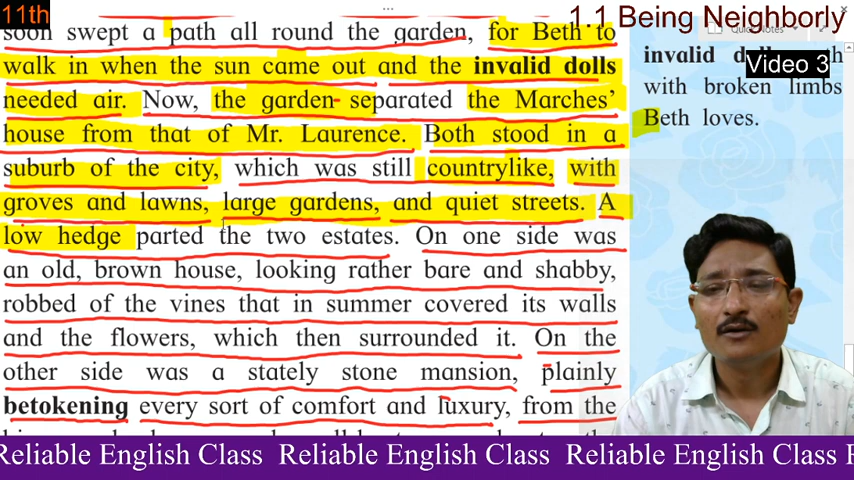 11th
1.1 Being Neighborly
Video 3
soon swept a path all round the garden, for Beth to
walk in when the sun came out and the invalid dolls
needed air. Now, the garden separated the Marches'
house from that of Mr. Laurence. Both stood in a
suburb of the city, which was still countrylike, with
groves and lawns, large gardens, and quiet streets. A
low hedge parted the two estates. On one side was
an old, brown house, looking rather bare and shabby,
robbed of the vines that in summer covered its walls
and the flowers, which then surrounded it. On the
other side was a stately stone mansion, plainly
betokening every sort of comfort and luxury, from the
invalid
with broken limbs
Beth loves.
Reliable English Class Reliable English Class Reliable English Class